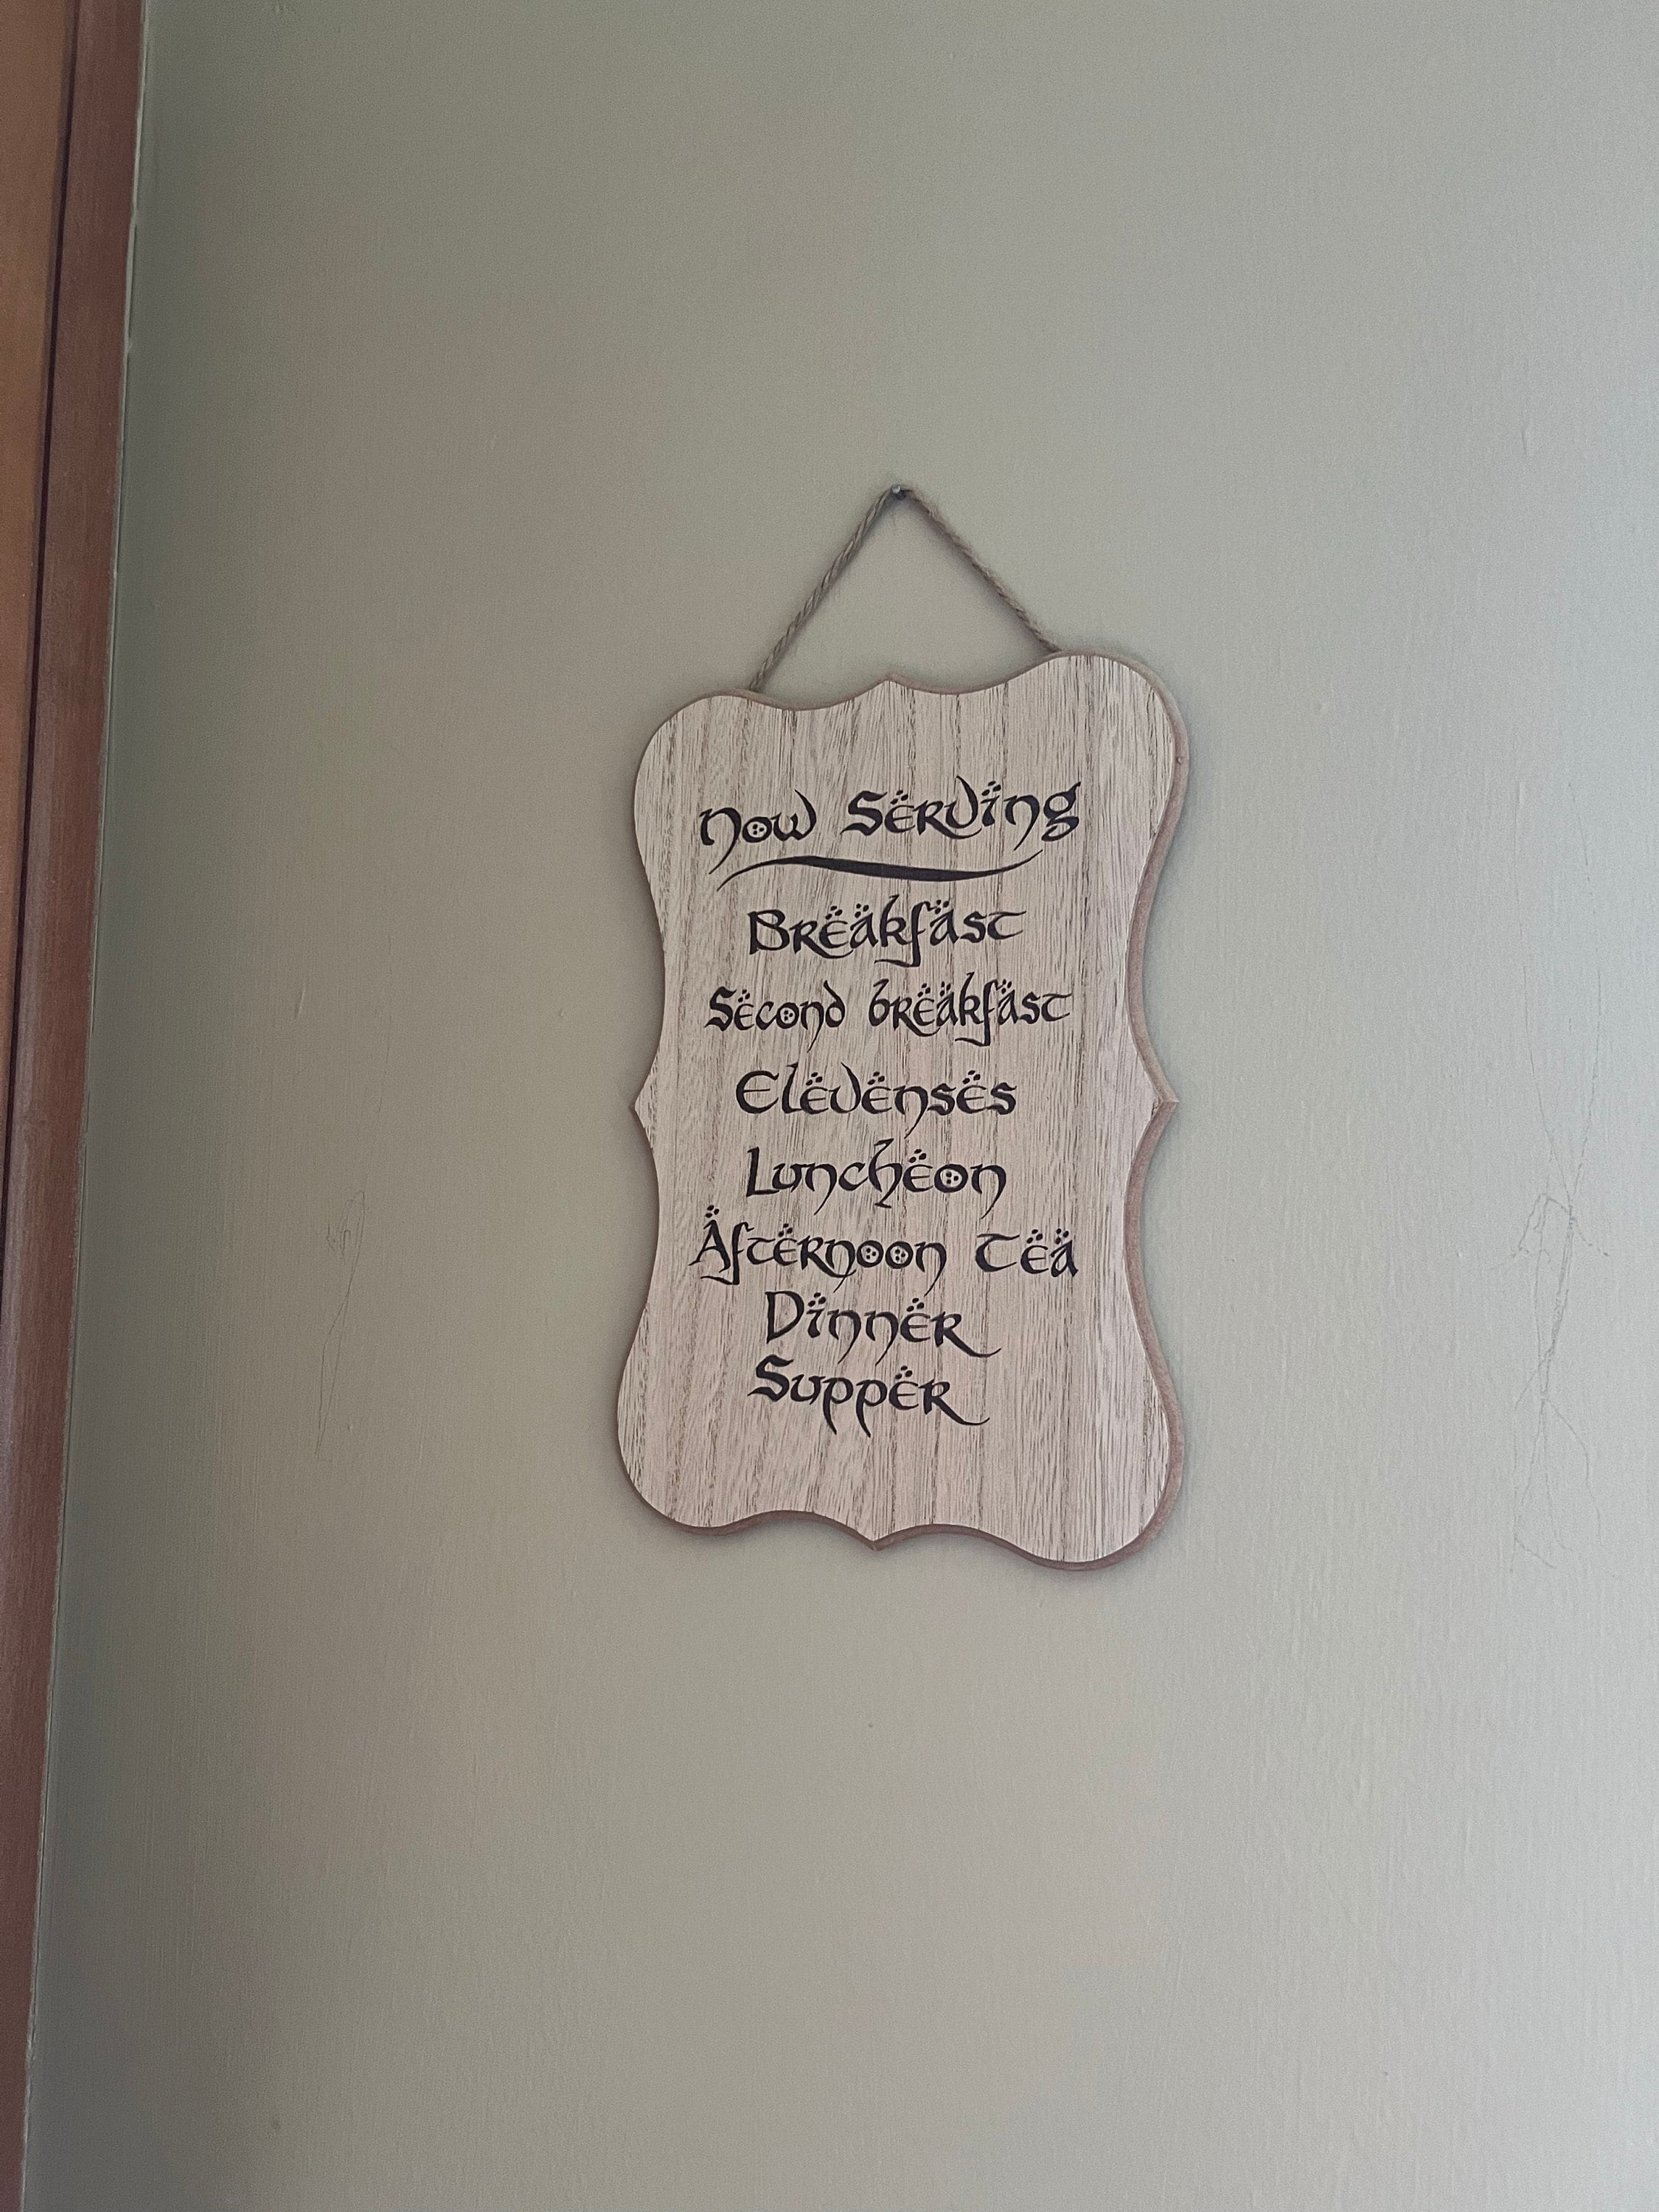 Now Serving
Breakfast
Second breakfast
Elevenses
Luncheon
Afternoon Tea
Dinner
Supper